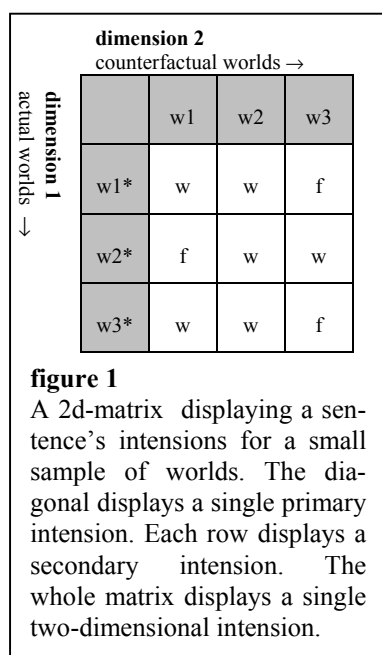 dimension 2
counterfactual worlds →
dimension 1
actual worlds →
w1 w2 w3
w1* w w f
w2* f w w
w3* w w f
figure 1
A 2d-matrix displaying a sen-
tence's intensions for a small
sample of worlds. The dia-
gonal displays a single primary
intension. Each row displays a
secondary intension. The
whole matrix displays a single
two-dimensional intension.